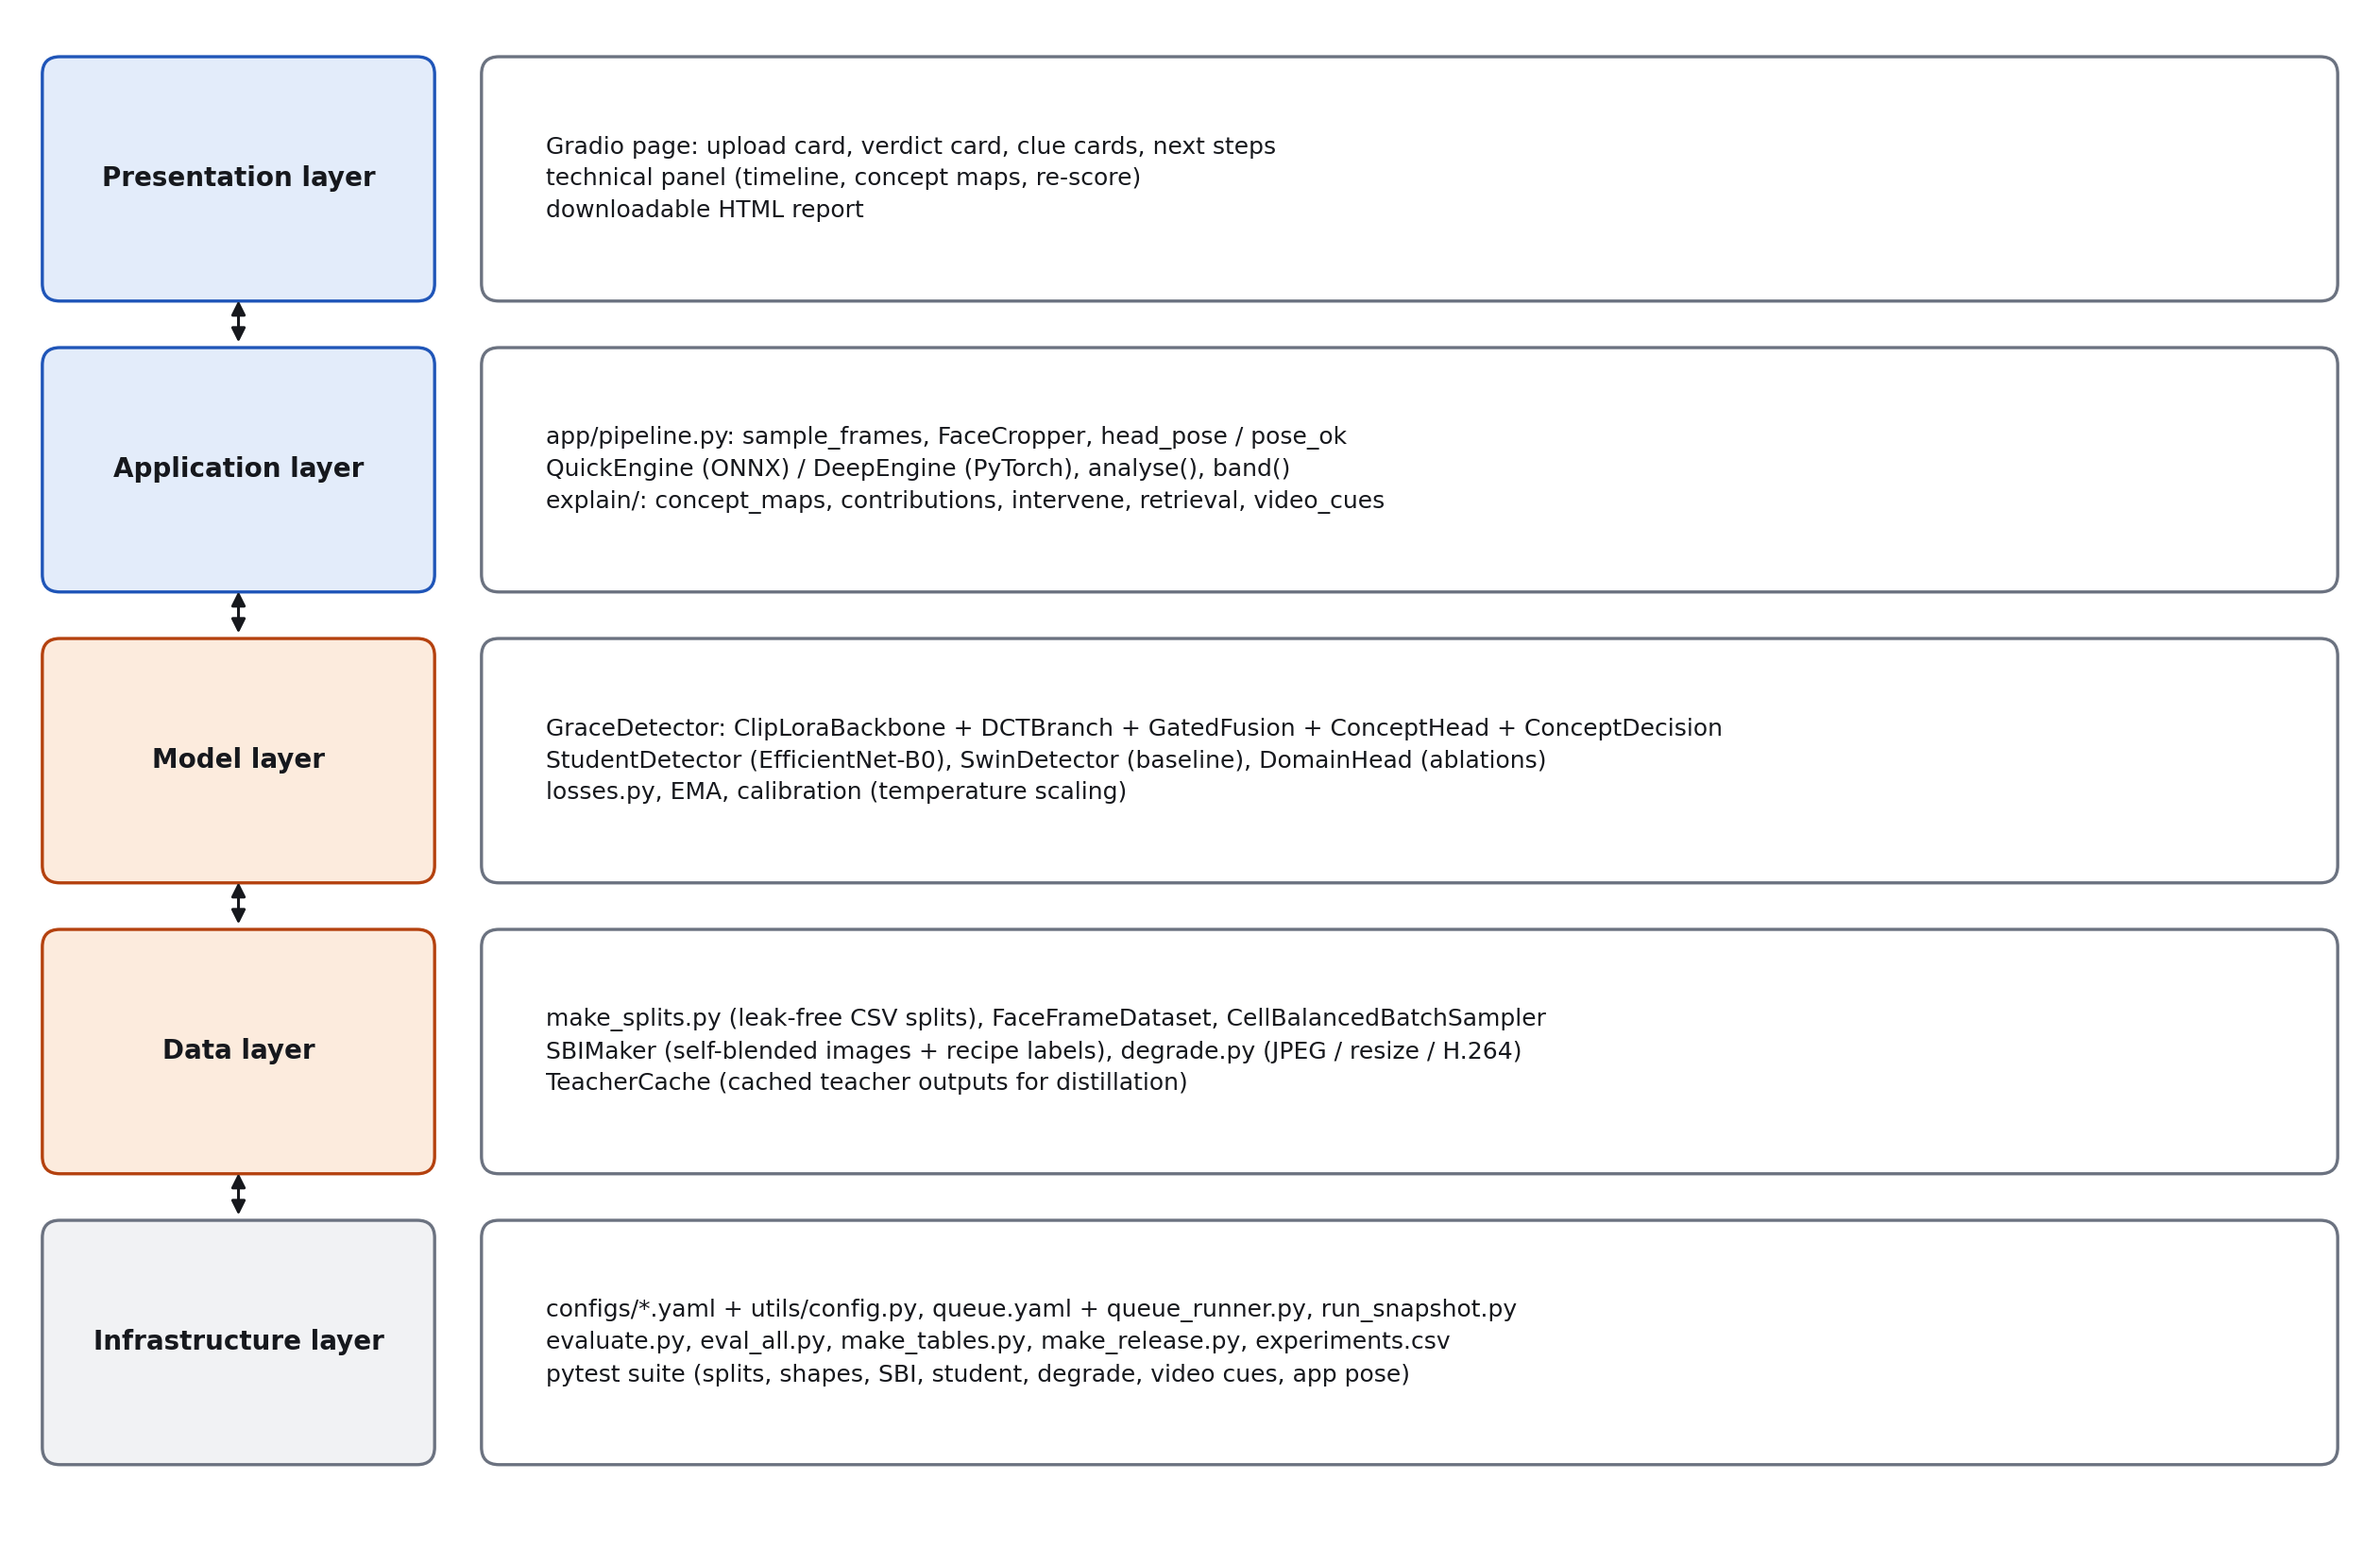 Presentation layer
Gradio page: upload card, verdict card, clue cards, next steps
technical panel (timeline, concept maps, re-score)
downloadable HTML report
Application layer
app/pipeline.py: sample_frames, FaceCropper, head_pose / pose_ok
QuickEngine (ONNX) / DeepEngine (PyTorch), analyse(), band()
explain/: concept_maps, contributions, intervene, retrieval, video_cues
Model layer
GraceDetector: ClipLoraBackbone + DCTBranch + GatedFusion + ConceptHead + ConceptDecision
StudentDetector (EfficientNet-B0), SwinDetector (baseline), DomainHead (ablations)
losses.py, EMA, calibration (temperature scaling)
Data layer
make_splits.py (leak-free CSV splits), FaceFrameDataset, CellBalancedBatchSampler
SBIMaker (self-blended images + recipe labels), degrade.py (JPEG / resize / H.264)
TeacherCache (cached teacher outputs for distillation)
Infrastructure layer
configs/*.yaml + utils/config.py, queue.yaml + queue_runner.py, run_snapshot.py
evaluate.py, eval_all.py, make_tables.py, make_release.py, experiments.csv
pytest suite (splits, shapes, SBI, student, degrade, video cues, app pose)